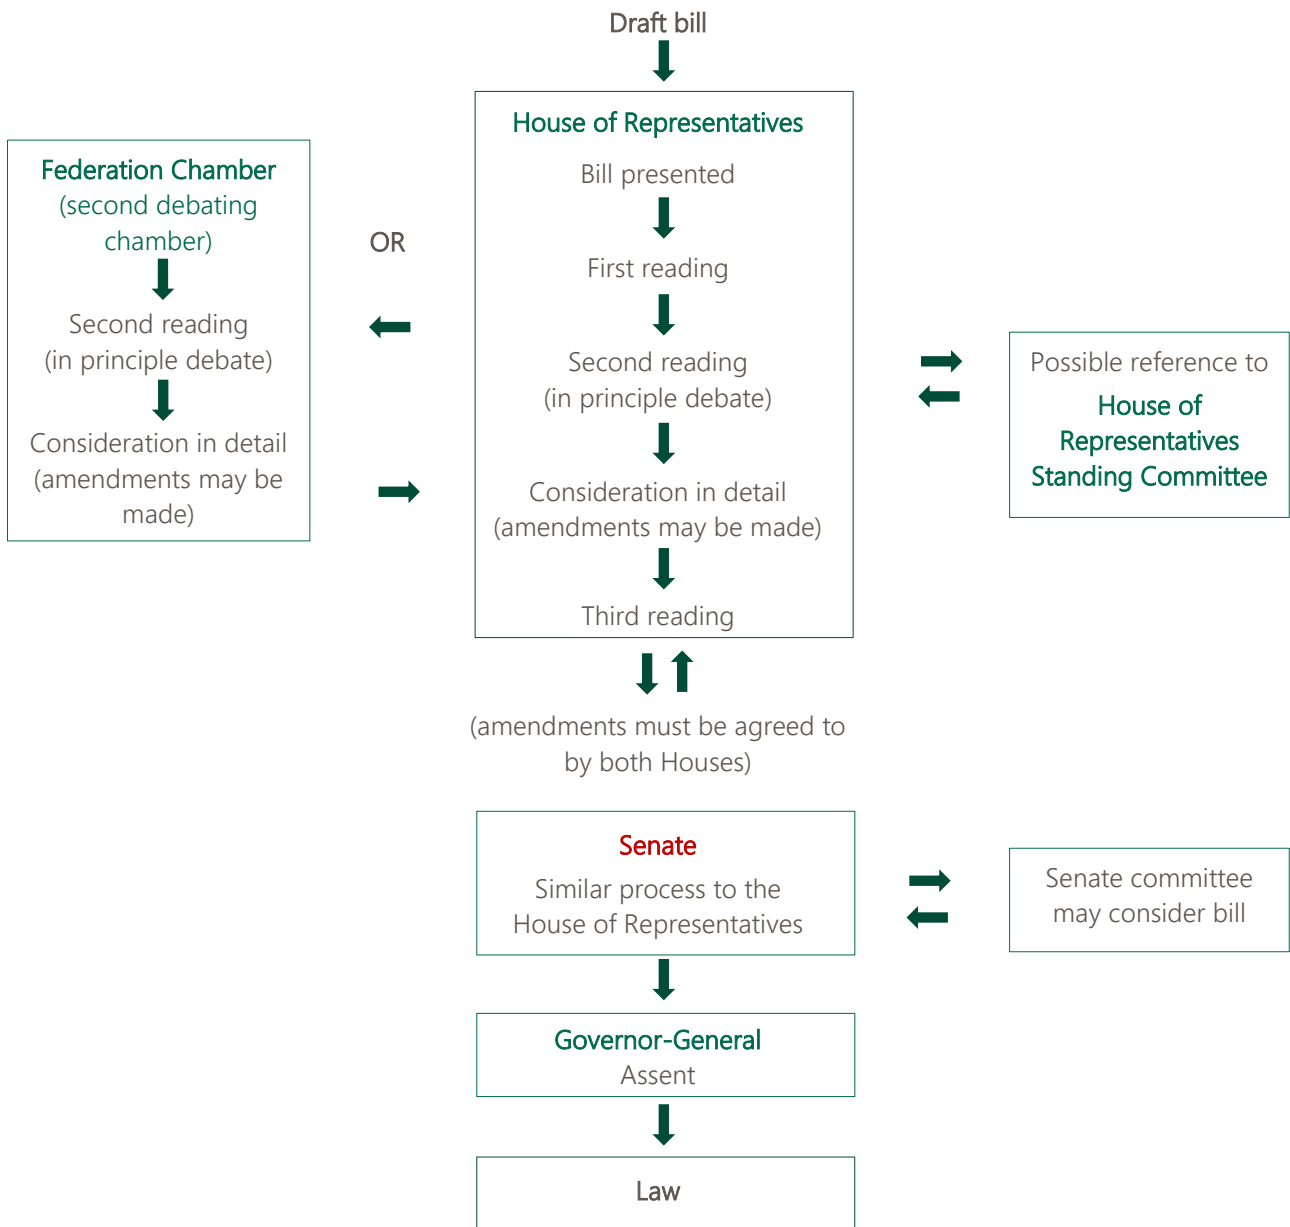 Draft bill
House of Representatives
Bill presented
First reading
Second reading
(in principle debate)
Consideration in detail
(amendments may be made)
Third reading
Federation Chamber
(second debating
chamber)
Second reading
(in principle debate)
Consideration in detail
(amendments may be
made)
OR
Possible reference to
House of
Representatives
Standing Committee
(amendments must be agreed to
by both Houses)
Senate
Similar process to the
House of Representatives
Senate committee
may consider bill
Governor-General
Assent
Law